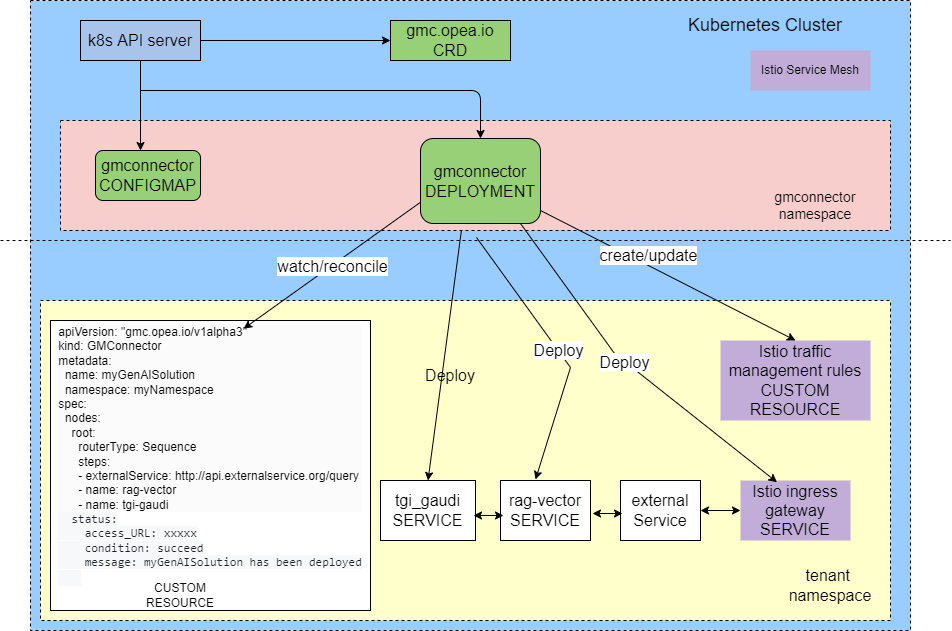 Kubernetes Cluster
k8s API server
gmc.opea.io
CRD
Istio Service Mesh
gmconnector
CONFIGMAP
gmconnector
DEPLOYMENT
gmconnector
namespace
watch/reconcile
create/update
Deploy
Deploy
Deploy
apiVersion: "gmc.opea.io/v1alpha3"
kind: GMConnector
metadata:
name: myGenAISolution
namespace: myNamespace
spec:
nodes:
root:
routerType: Sequence
steps:
- externalService: http://api.externalservice.org/query
- name: rag-vector
- name: tgi-gaudi
status:
access_URL: xxxxx
condition: succeed
message: myGenAISolution has been deployed
CUSTOM
RESOURCE
Istio traffic
management rules
CUSTOM
RESOURCE
tgi_gaudi
SERVICE
rag-vector
SERVICE
external
Service
Istio ingress
gateway
SERVICE
tenant
namespace